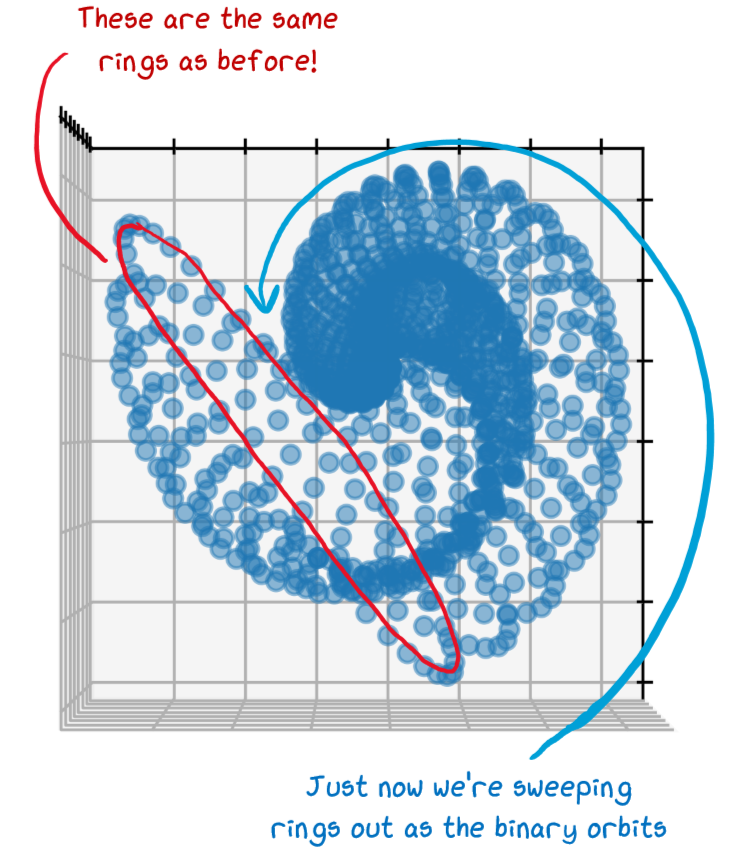 These are the same
rings as before!
Just now we're sweeping
rings out as the binary orbits